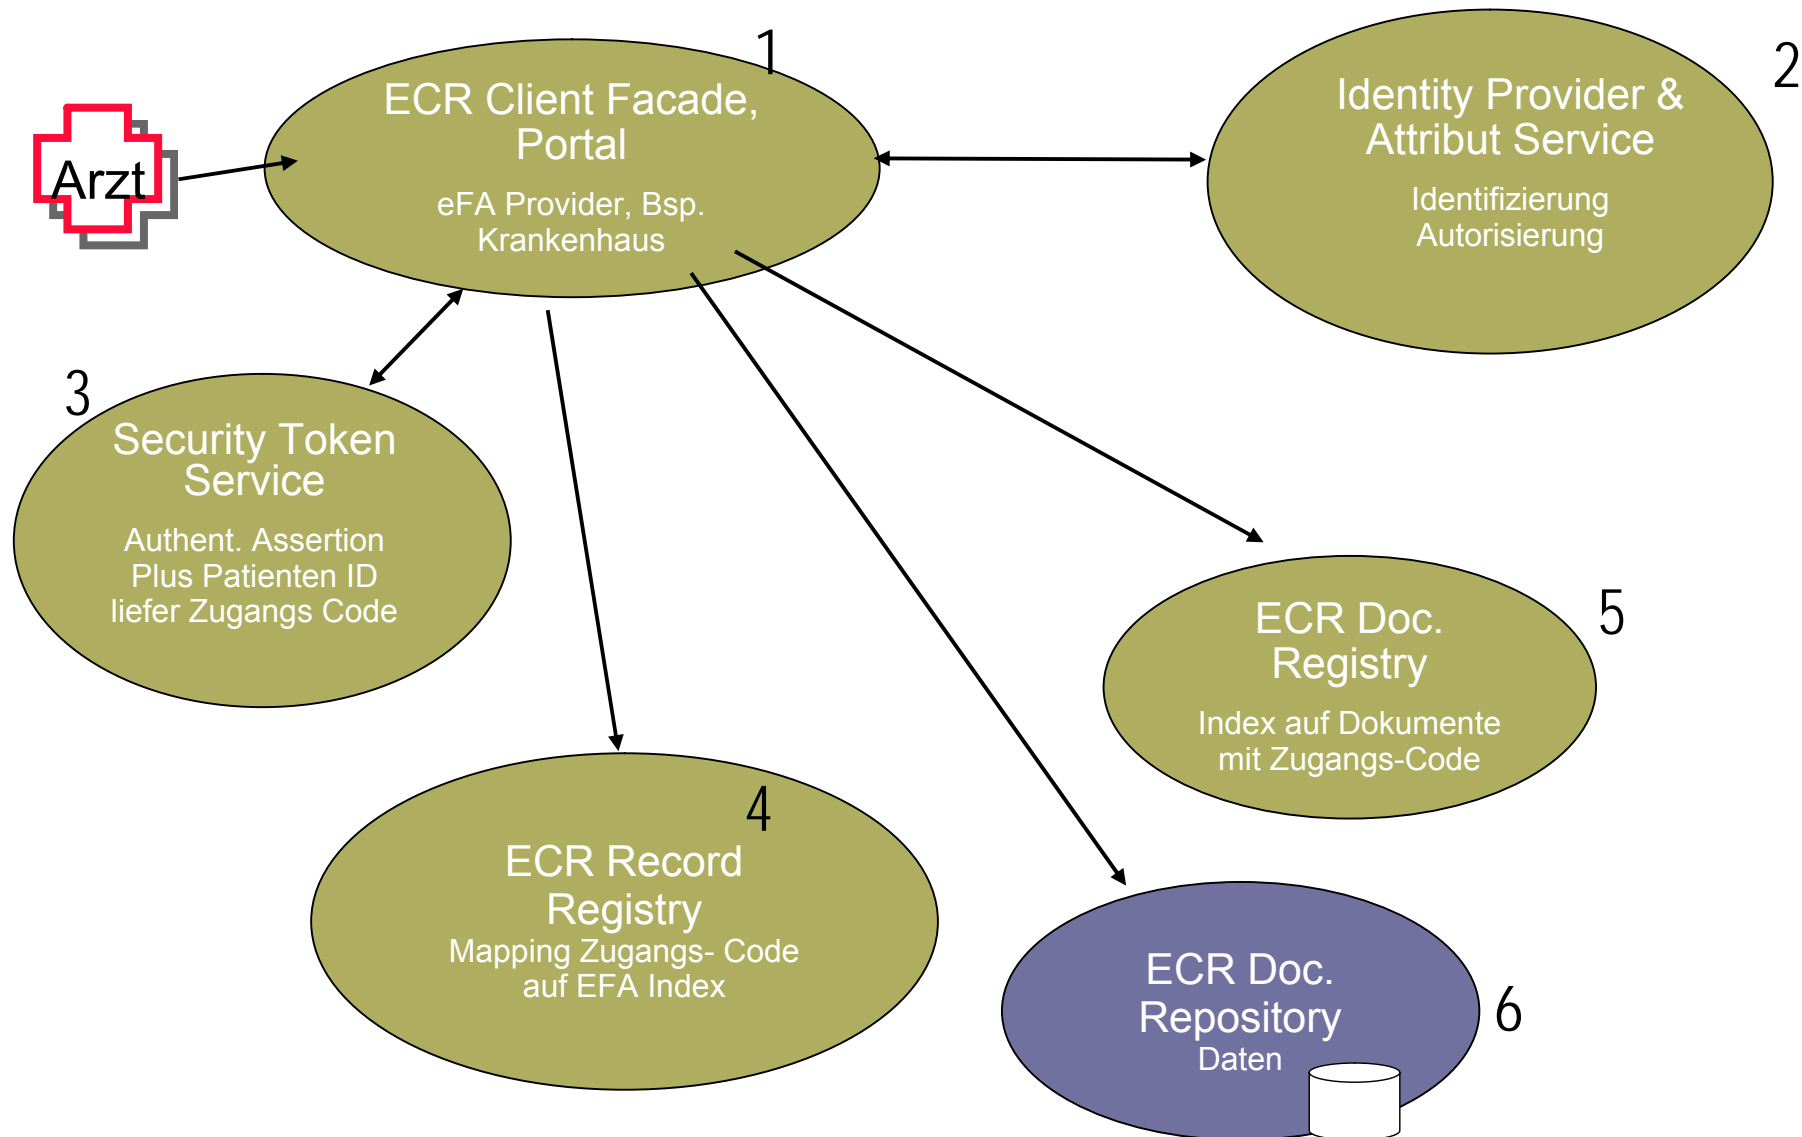 1
ECR Client Facade,
Portal
eFA Provider, Bsp.
Krankenhaus
2
Identity Provider &
Attribut Service
Identifizierung
Autorisierung
Arzt
3
Security Token
Service
Authent. Assertion
Plus Patienten ID
liefer Zugangs Code
4
ECR Record
Registry
Mapping Zugangs- Code
auf EFA Index
5
ECR Doc.
Registry
Index auf Dokumente
mit Zugangs-Code
6
ECR Doc.
Repository
Daten